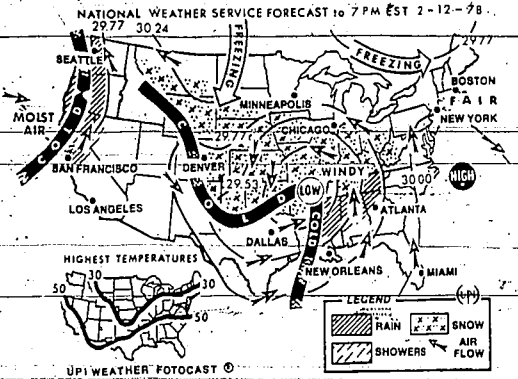 NATIONAL WEATHER SERVICE FORECAST to 7 PM EST 2-12-78
29.77 30 24
29.77
FREEZING
FREEZING
SEATTLE
MINNEAPOLIS
BOSTON
FAIR
NEW YORK
MOIST
AIR
COLD
CHICAGO
29.77
SAN FRANCISCO
DENVER
29.53
WINDY
3000
HIGH
COLD
LOW
LOS ANGELES
ATLANTA
DALLAS
COLD
NEW ORLEANS
MIAMI
HIGHEST TEMPERATURES
30
30
50
50
LEGEND
UPI
RAIN
SNOW
SHOWERS
AIR
FLOW
UPI WEATHER FOTOCAST ®